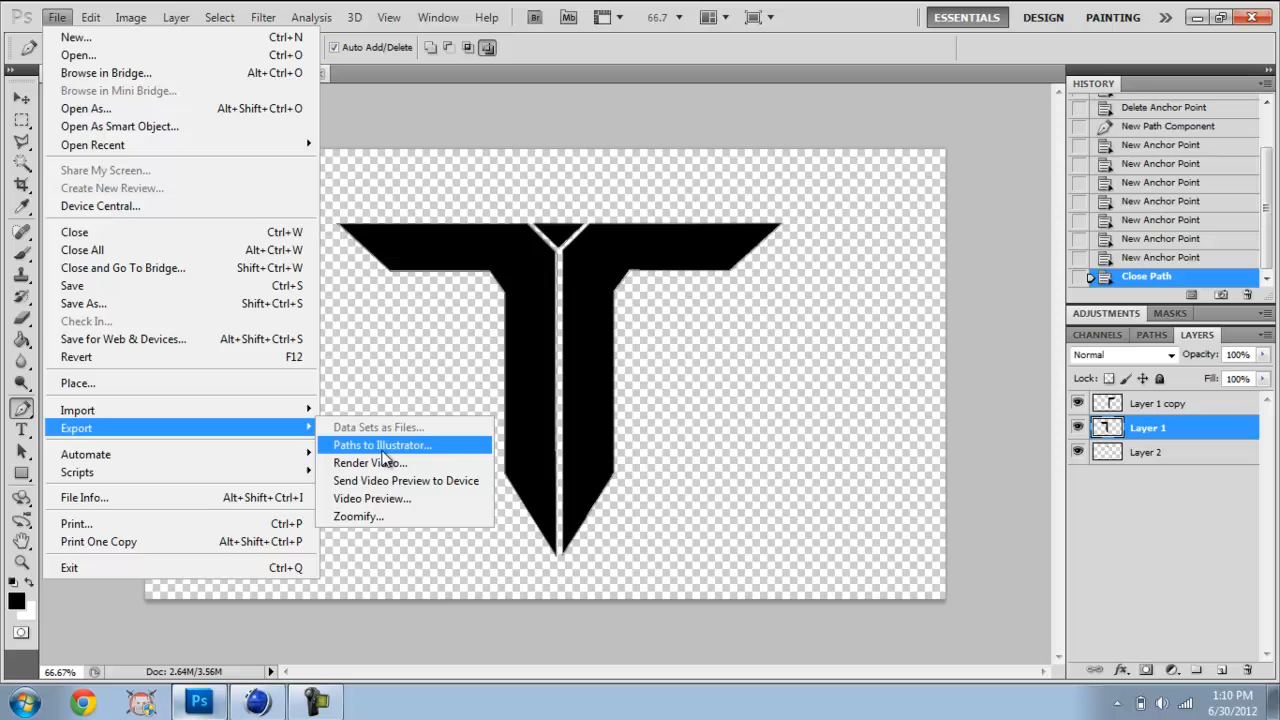 Ps File Edit Image Layer Select Filter Analysis 3D View Window Help Br Mb 66.7 ESSENTIALS DESIGN PAINTING
Auto Add/Delete
New... Ctrl+N
Open... Ctrl+O
Browse in Bridge... Alt+Ctrl+O
Browse in Mini Bridge...
Open As... Alt+Shift+Ctrl+O
Open As Smart Object...
Open Recent
Share My Screen...
Create New Review...
Device Central...
Close Ctrl+W
Close All Alt+Ctrl+W
Close and Go To Bridge... Shift+Ctrl+W
Save Ctrl+S
Save As... Shift+Ctrl+S
Check In...
Save for Web & Devices... Alt+Shift+Ctrl+S
Revert F12
Place...
Import
Export
Automate
Scripts
File Info... Alt+Shift+Ctrl+I
Print... Ctrl+P
Print One Copy Alt+Shift+Ctrl+P
Exit Ctrl+Q
Data Sets as Files...
Paths to Illustrator...
Render Video...
Send Video Preview to Device
Video Preview...
Zoomify...
HISTORY
Delete Anchor Point
New Path Component
New Anchor Point
New Anchor Point
New Anchor Point
New Anchor Point
New Anchor Point
New Anchor Point
New Anchor Point
Close Path
ADJUSTMENTS MASKS
CHANNELS PATHS LAYERS
Normal Opacity: 100%
Lock: Fill: 100%
Layer 1 copy
Layer 1
Layer 2
66.67% Doc: 2.64M/3.56M
Ps
1:10 PM
6/30/2012